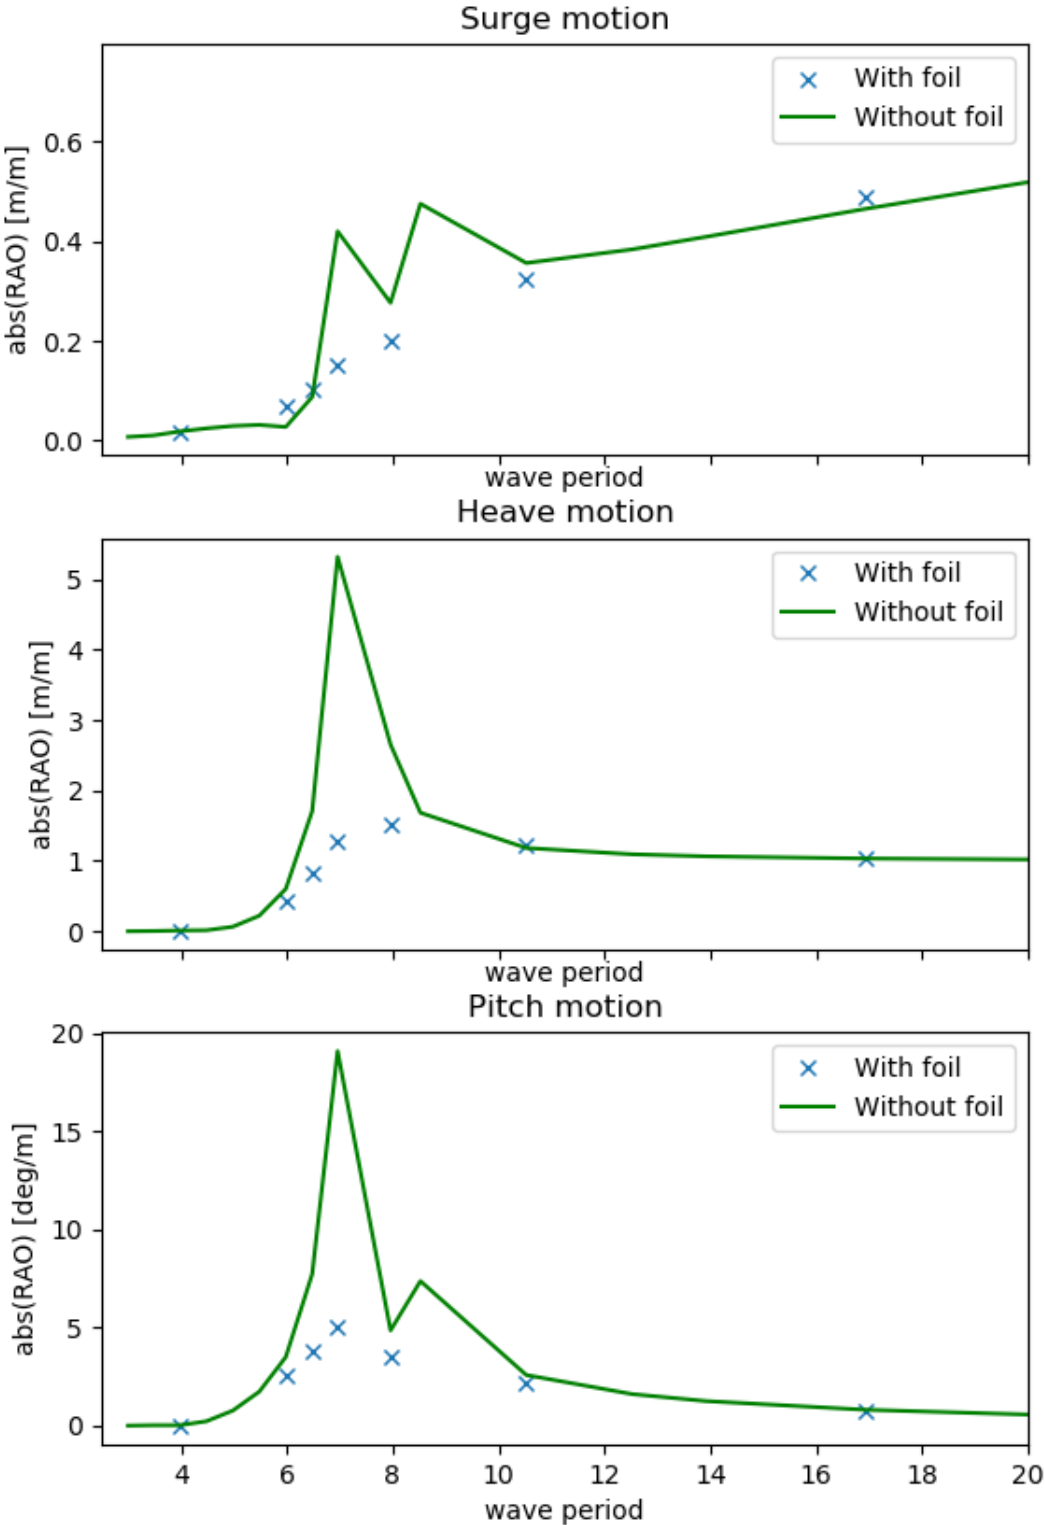 Surge motion
With foil
Without foil
abs(RAO) [m/m]
0.6
0.4
0.2
0.0
wave period
Heave motion
With foil
Without foil
abs(RAO) [m/m]
5
4
3
2
1
0
wave period
Pitch motion
With foil
Without foil
abs(RAO) [deg/m]
20
15
10
5
0
4 6 8 10 12 14 16 18 20
wave period